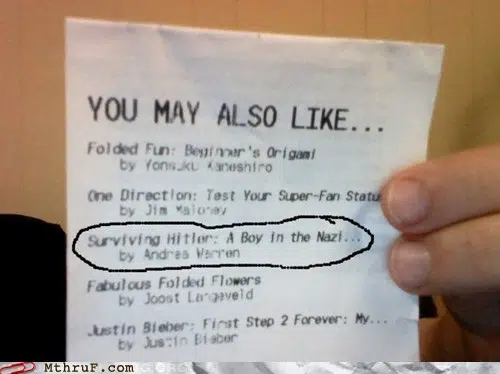 YOU MAY ALSO LIKE...
Folded Fun: Beginner's Origami
by Yonsuku Kaneshiro
One Direction: Test Your Super-Fan Statu
by Jim Maloney
Surviving Hitler: A Boy in the Nazi...
by Andrea Warren
Fabulous Folded Flowers
by Joost Langeveld
Justin Bieber: First Step 2 Forever: My...
by Justin Bieber
MthruF.com